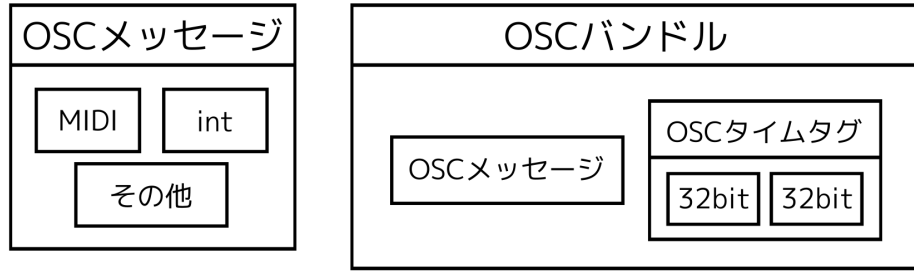 OSCメッセージ
MIDI
int
その他
OSCバンドル
OSCメッセージ
OSCタイムタグ
32bit
32bit